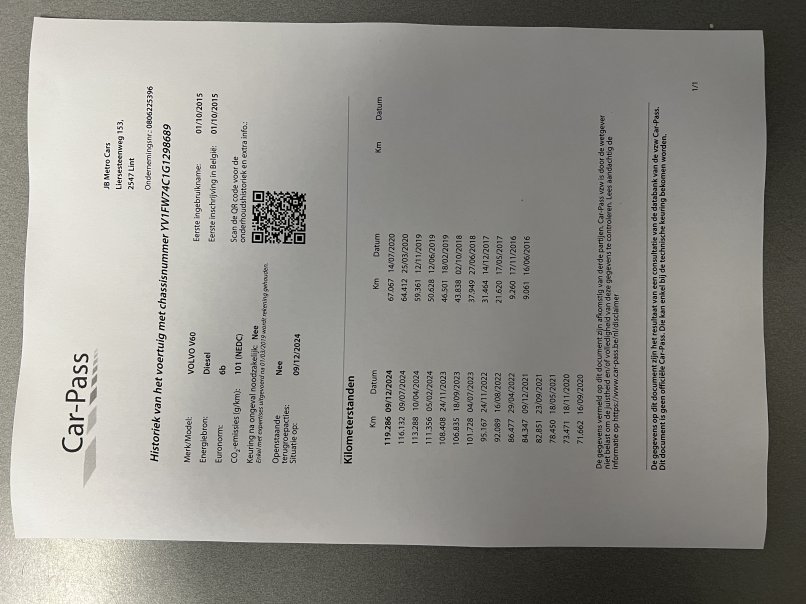 Car-Pass
JB Metro Cars
Liersesteenweg 153,
2547 Lint
Ondernemingsnr.: 0806225396
Historiek van het voertuig met chassisnummer YV1FW74C1G1298689
Merk/Model: VOLVO V60
Energiebron: Diesel
Euronorm: 6b
CO₂-emissies (g/km): 101 (NEDC)
Keuring na ongeval noodzakelijk: Nee
Enkel met expertises uitgevoerd na 01/03/2019 wordt rekening gehouden.
Openstaande Nee
terugroepacties:
Situatie op: 09/12/2024
Eerste ingebruikname: 01/10/2015
Eerste inschrijving in België: 01/10/2015
Scan de QR code voor de
onderhoudshistoriek en extra info.:
Kilometerstanden
Km Datum
119.286 09/12/2024
116.132 09/07/2024
113.288 10/04/2024
111.356 05/02/2024
108.408 24/11/2023
106.835 18/09/2023
101.728 04/07/2023
95.167 24/11/2022
92.089 16/08/2022
86.477 29/04/2022
84.347 09/12/2021
82.851 23/09/2021
78.450 18/05/2021
73.471 18/11/2020
71.662 16/09/2020
Km Datum
67.067 14/07/2020
64.412 25/03/2020
59.361 12/11/2019
50.628 12/06/2019
46.501 18/02/2019
43.838 02/10/2018
37.949 27/06/2018
31.464 14/12/2017
21.620 17/05/2017
9.260 17/11/2016
9.061 16/06/2016
Km Datum
De gegevens vermeld op dit document zijn afkomstig van derde partijen. Car-Pass vzw is door de wetgever
niet belast om de juistheid en/of volledigheid van deze gegevens te controleren. Lees aandachtig de
informatie op https://www.car-pass.be/nl/disclaimer
De gegevens op dit document zijn het resultaat van een consultatie van de databank van de vzw Car-Pass.
Dit document is geen officiële Car-Pass. Die kan enkel bij de technische keuring bekomen worden.
1/1